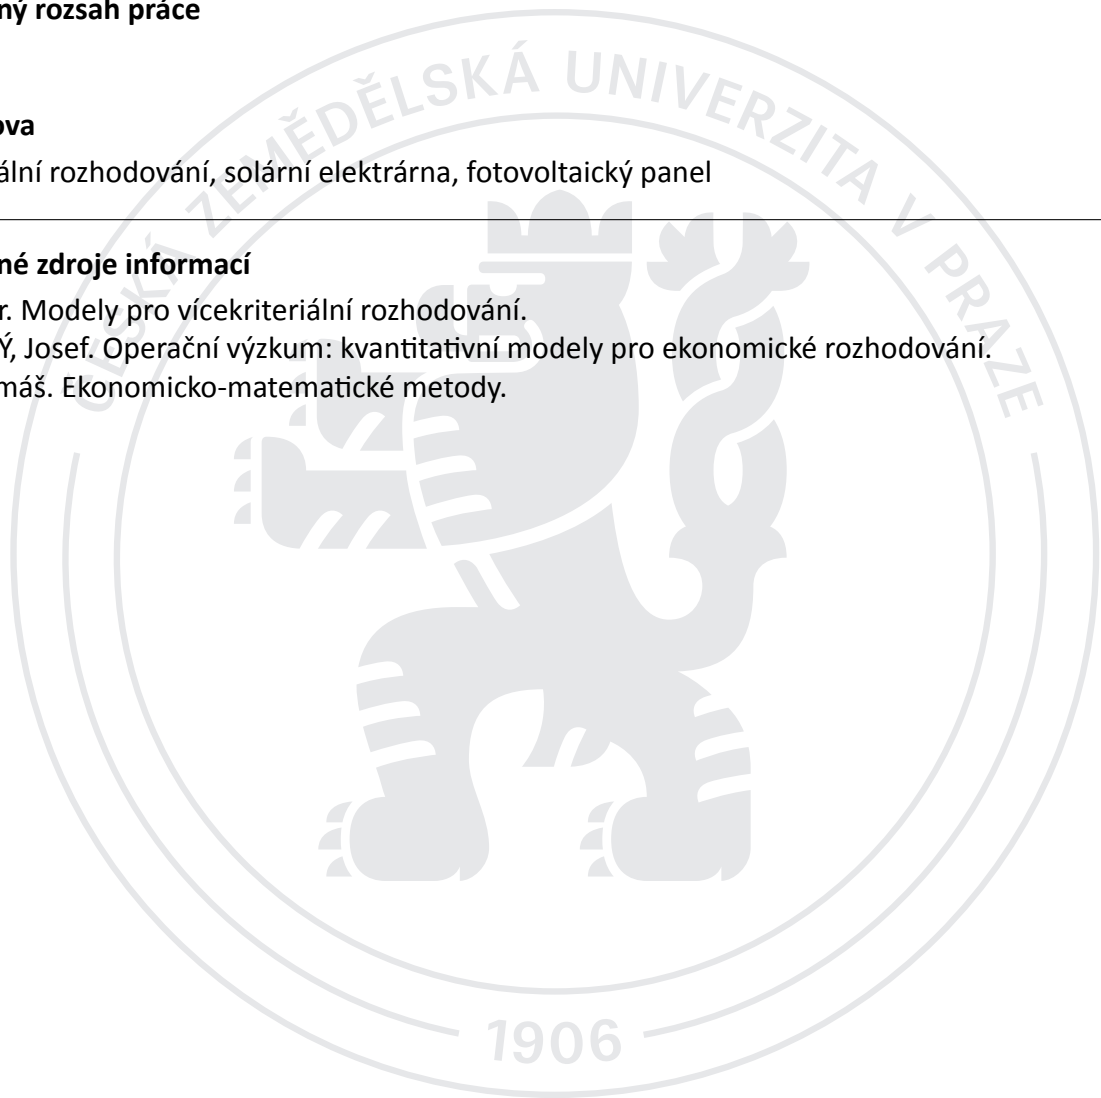 ný rozsah práce
ova
ální rozhodování, solární elektrárna, fotovoltaický panel
né zdroje informací
r. Modely pro vícekriteriální rozhodování.
Ý, Josef. Operační výzkum: kvantitativní modely pro ekonomické rozhodování.
máš. Ekonomicko-matematické metody.
ČESKÁ ZEMĚDĚLSKÁ UNIVERZITA V PRAZE
1906